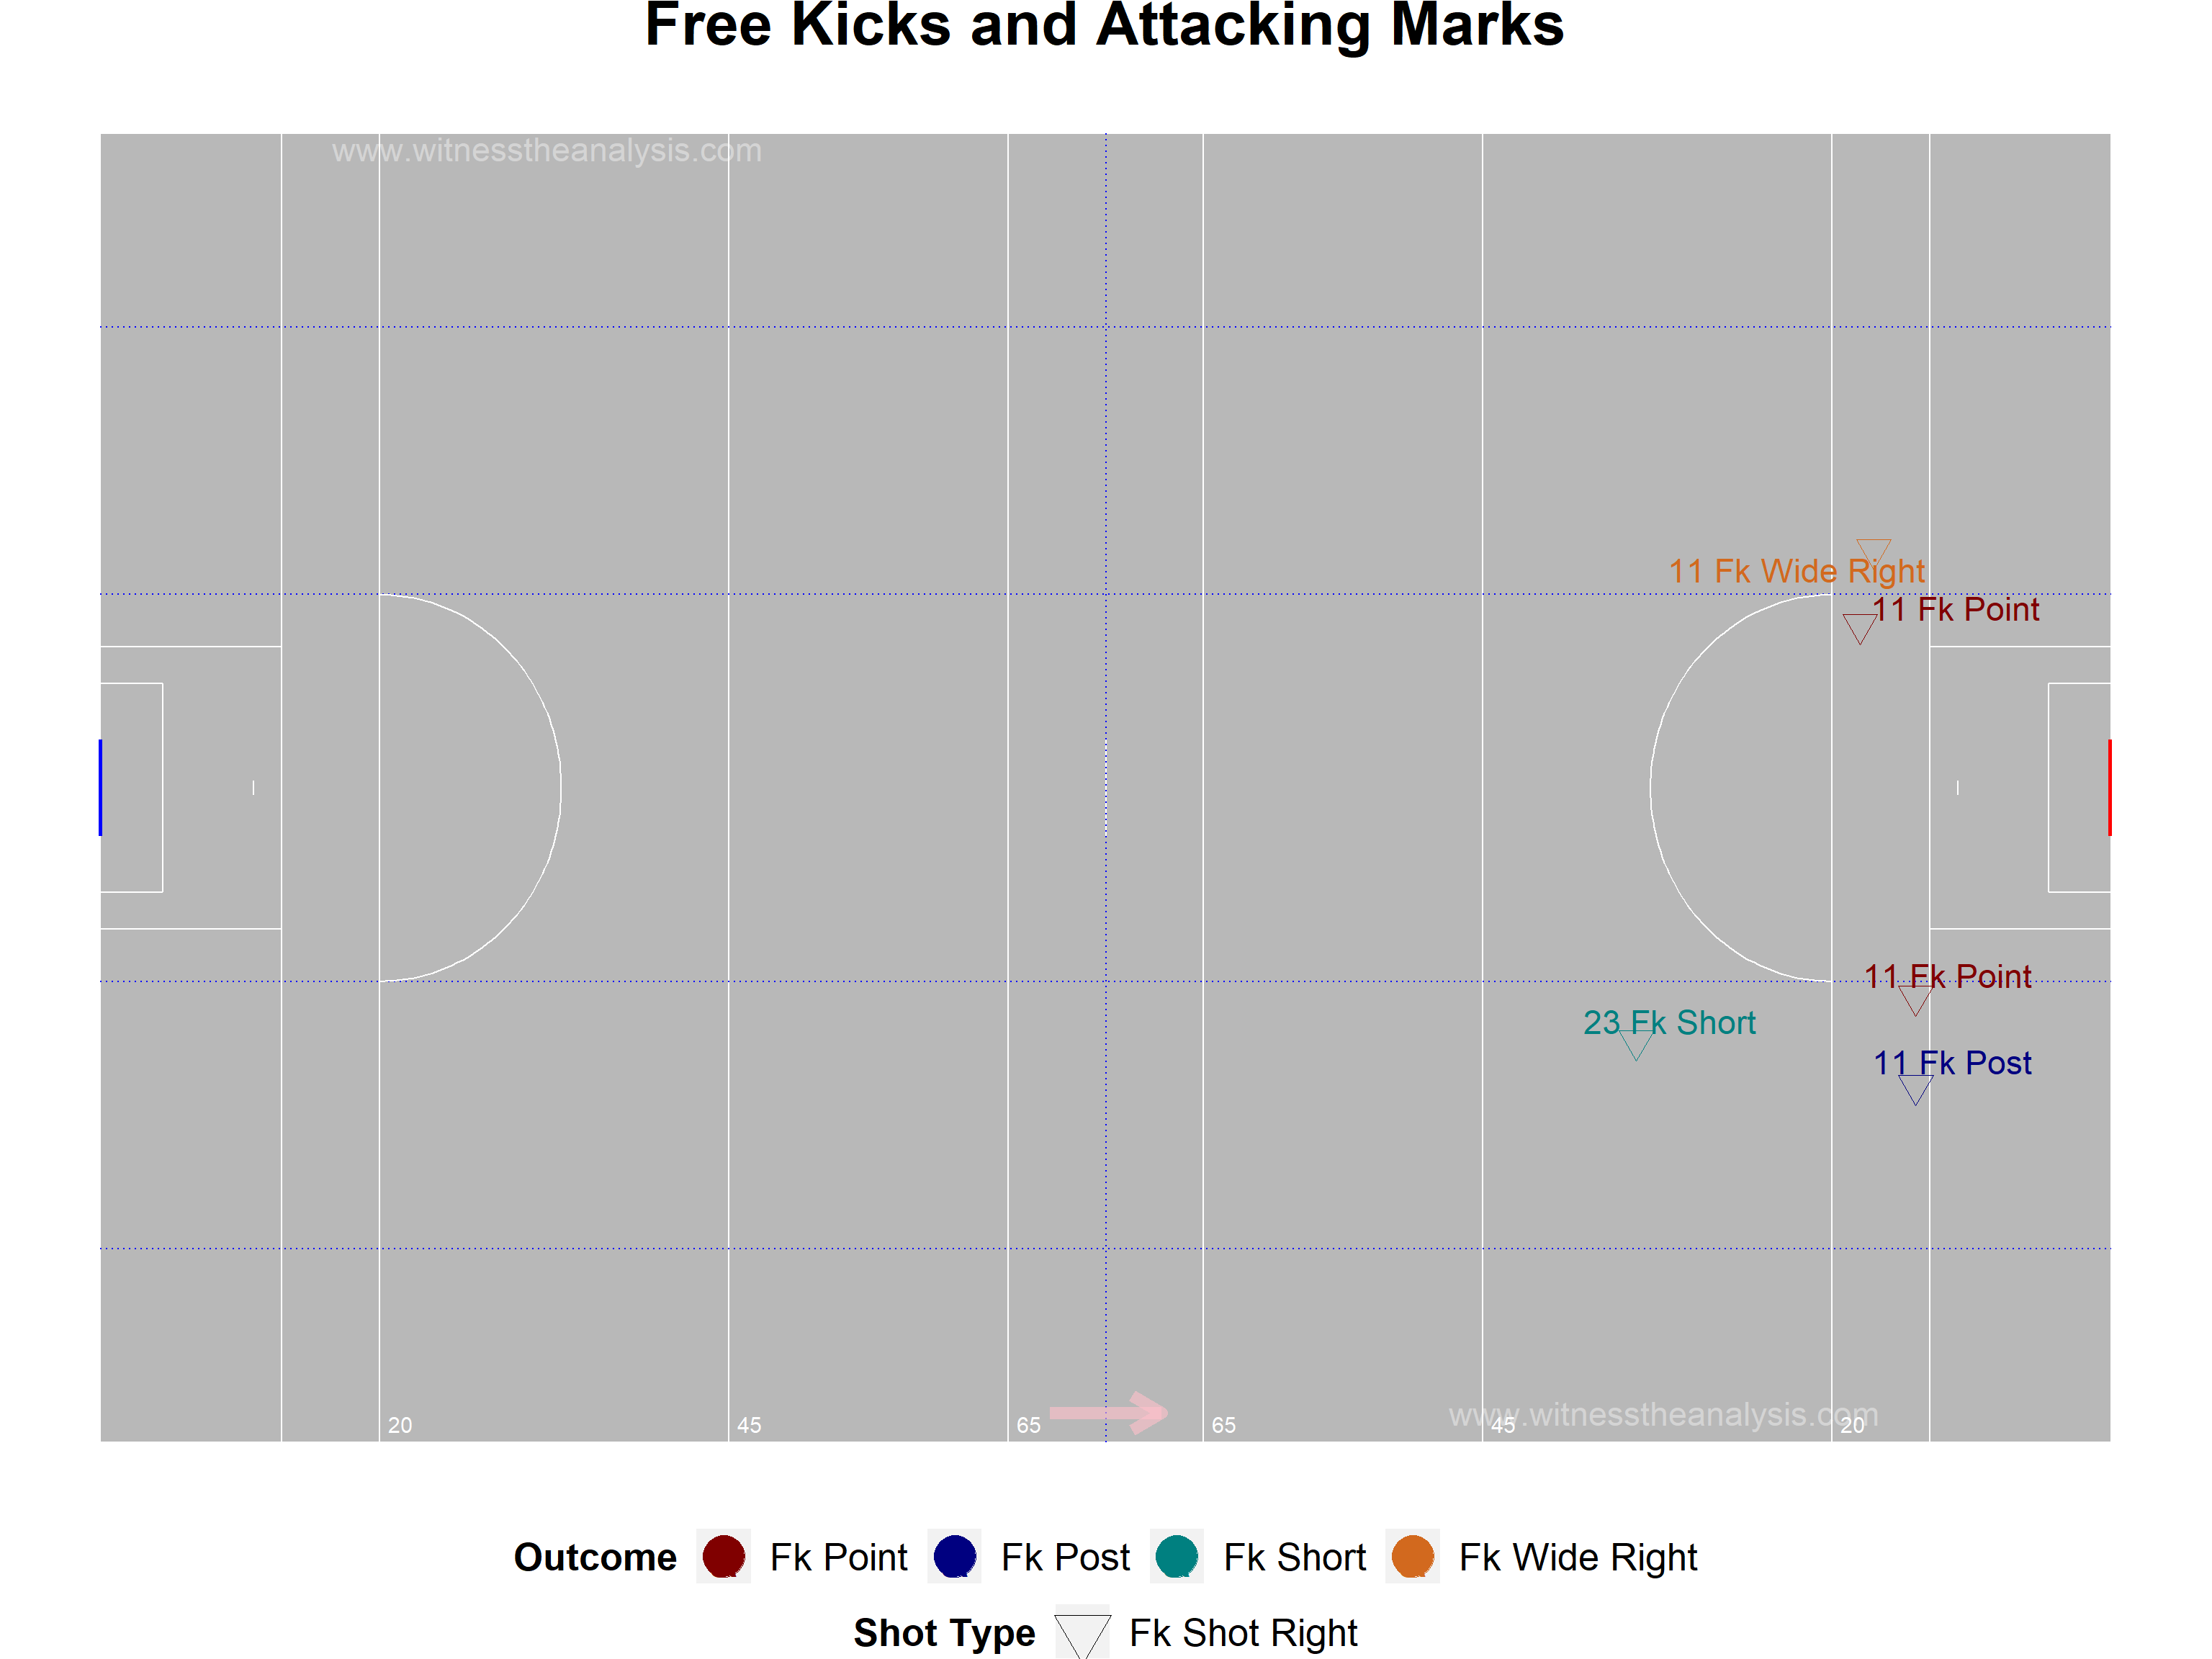 Free Kicks and Attacking Marks
www.witnesstheanalysis.com
11 Fk Wide Right
11 Fk Point
11 Fk Point
23 Fk Short
11 Fk Post
www.witnesstheanalysis.com
20 45 65 65 45 20
Outcome Fk Point Fk Post Fk Short Fk Wide Right
Shot Type Fk Shot Right